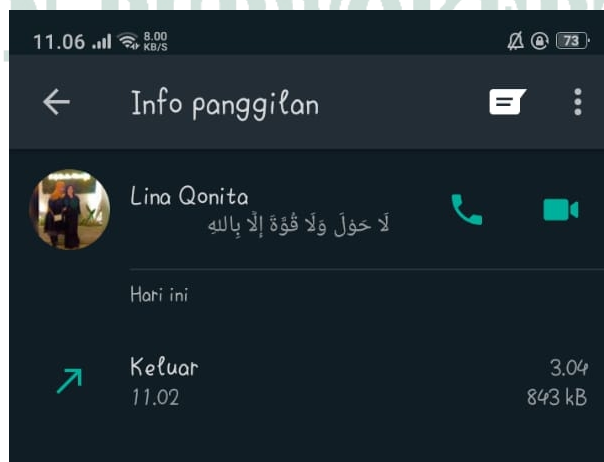 11.06 8.00 KB/S 73
Info panggilan
Lina Qonita
لَا حَوْلَ وَلَا قُوَّةَ إِلَّا بِاللهِ
Hari ini
Keluar 3.04
11.02 843 kB